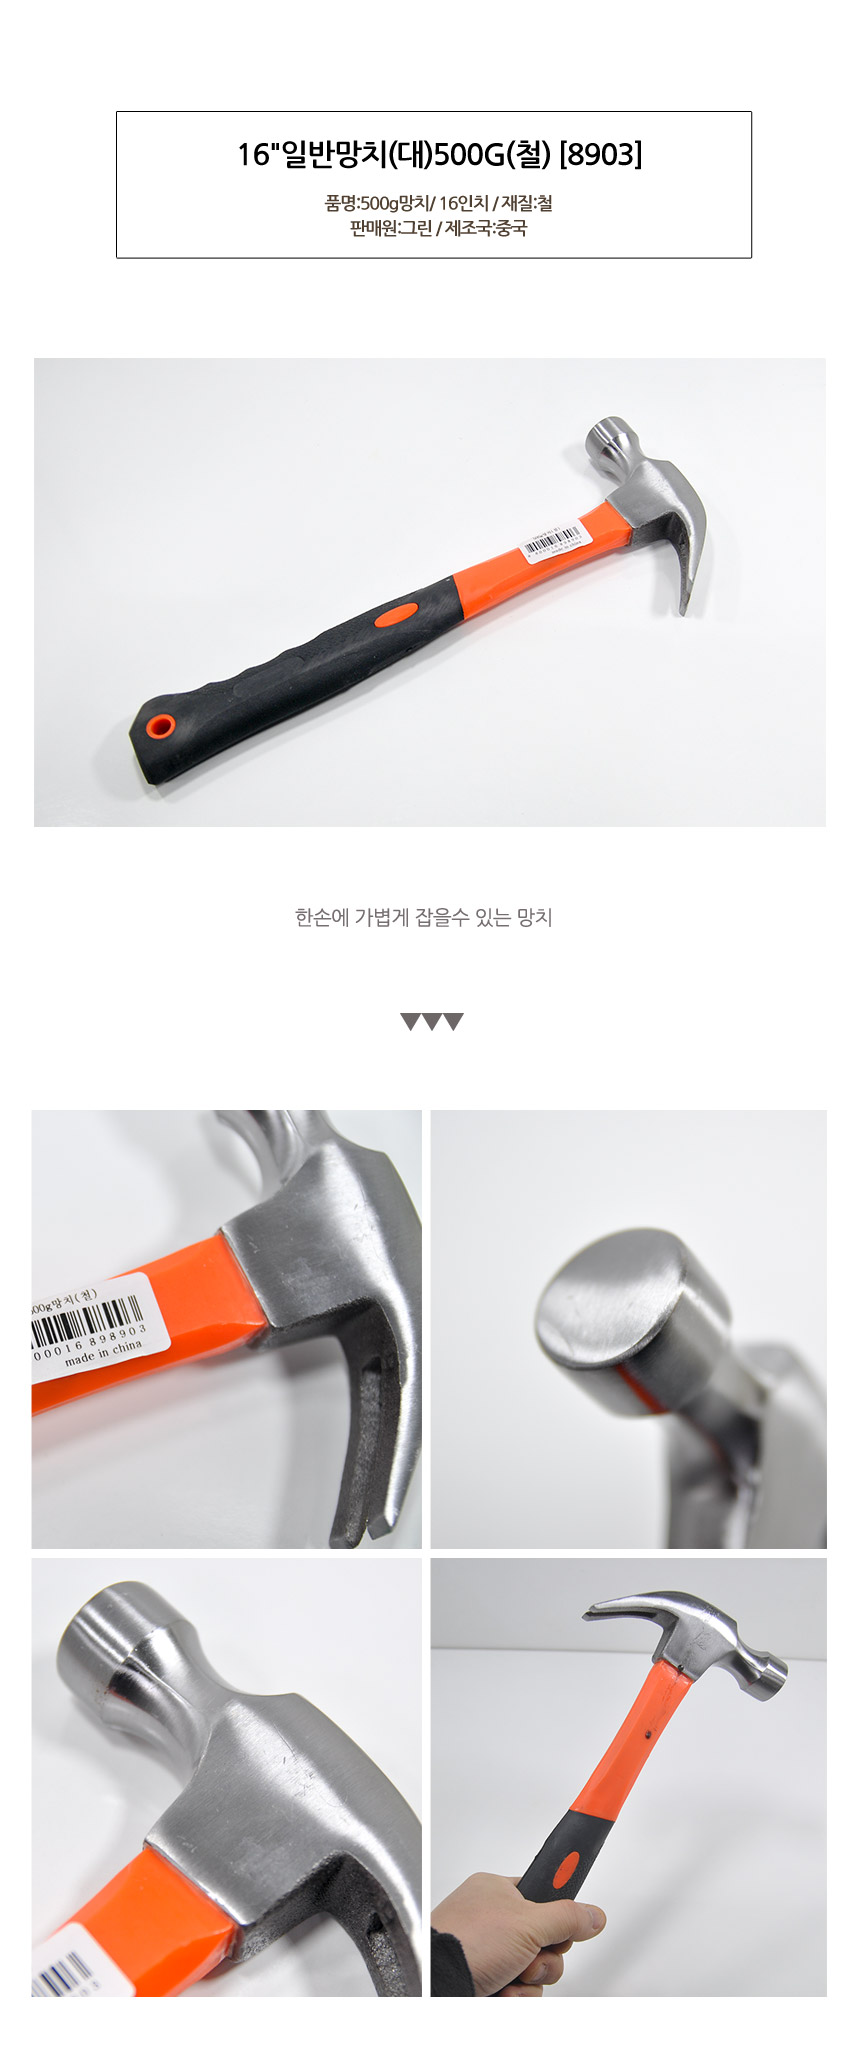 16"일반망치(대)500G(철) [8903]
품명:500g망치/ 16인치 / 재질:철
판매원:그린 / 제조국:중국
made in china
한손에 가볍게 잡을수 있는 망치
00g망치(철)
00016 898903
made in china